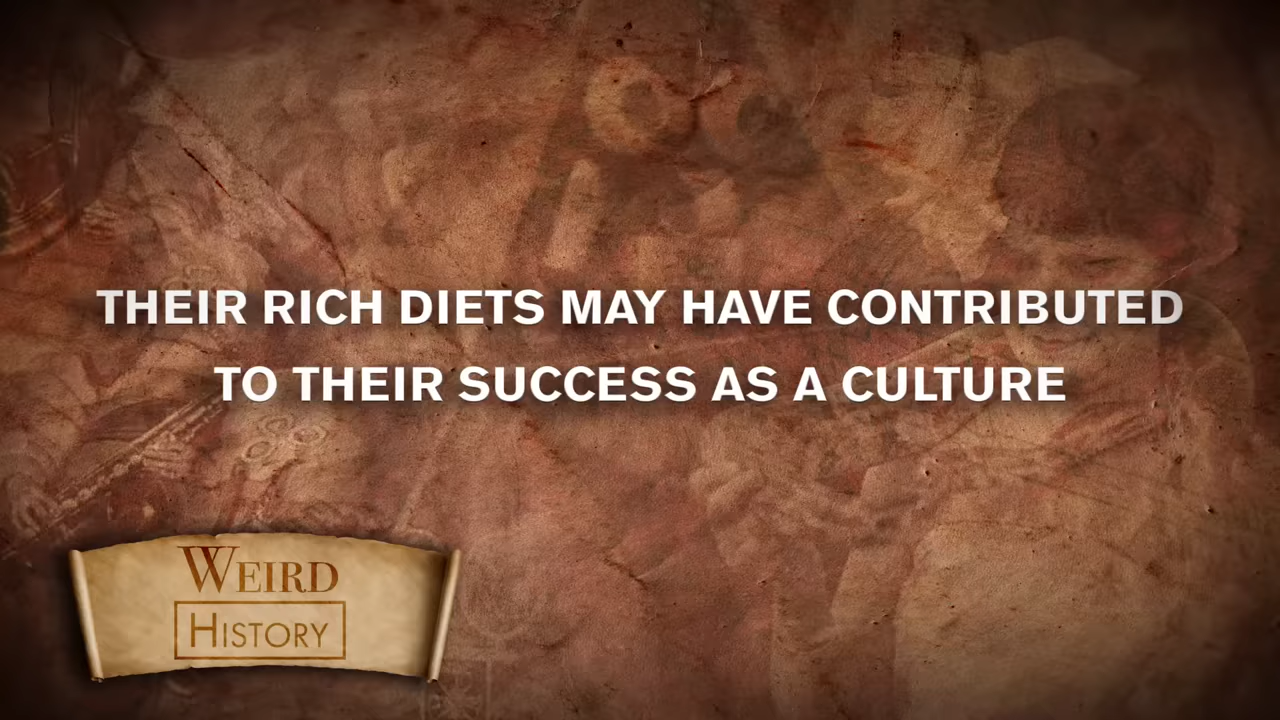 THEIR RICH DIETS MAY HAVE CONTRIBUTED
TO THEIR SUCCESS AS A CULTURE
WEIRD
HISTORY